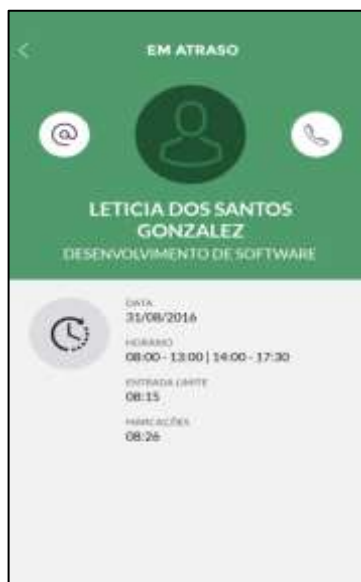 EM ATRASO
LETICIA DOS SANTOS
GONZALEZ
DESENVOLVIMENTO DE SOFTWARE
DATA
31/08/2016
HORÁRIO
08:00 - 13:00 | 14:00 - 17:30
ENTRADA LIMITE
08:15
MARCAÇÕES
08:26